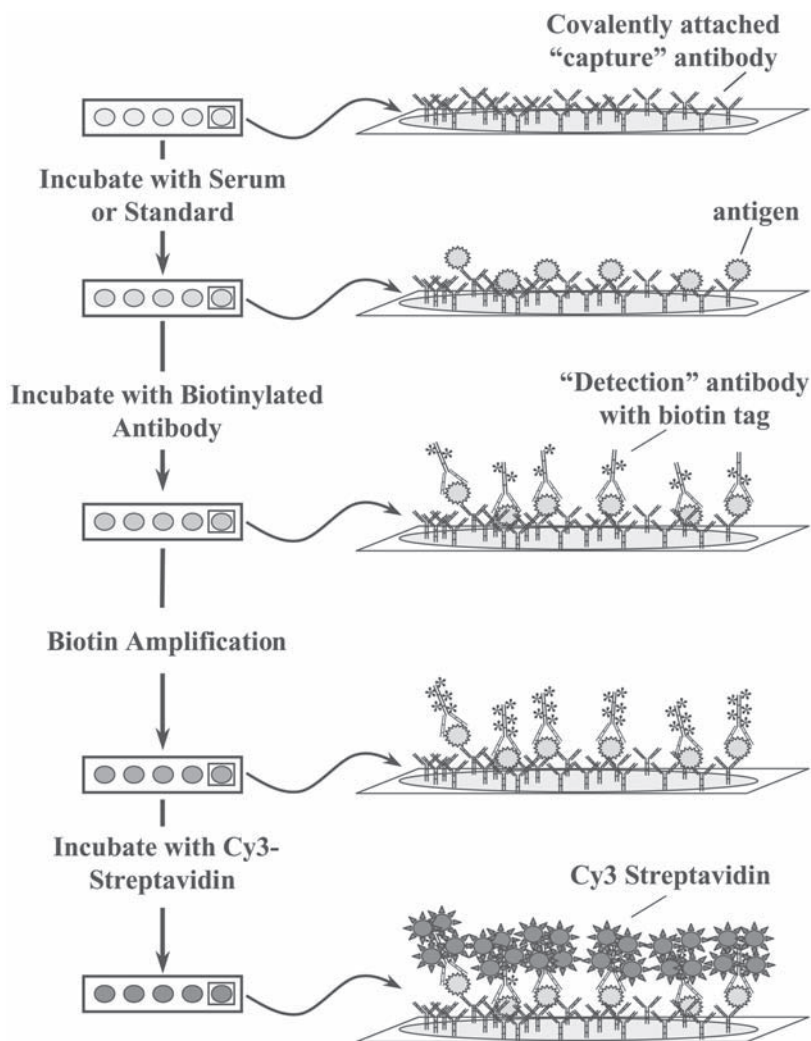 Covalently attached
“capture” antibody
Incubate with Serum
or Standard
antigen
Incubate with Biotinylated
Antibody
“Detection” antibody
with biotin tag
Biotin Amplification
Incubate with Cy3-
Streptavidin
Cy3 Streptavidin